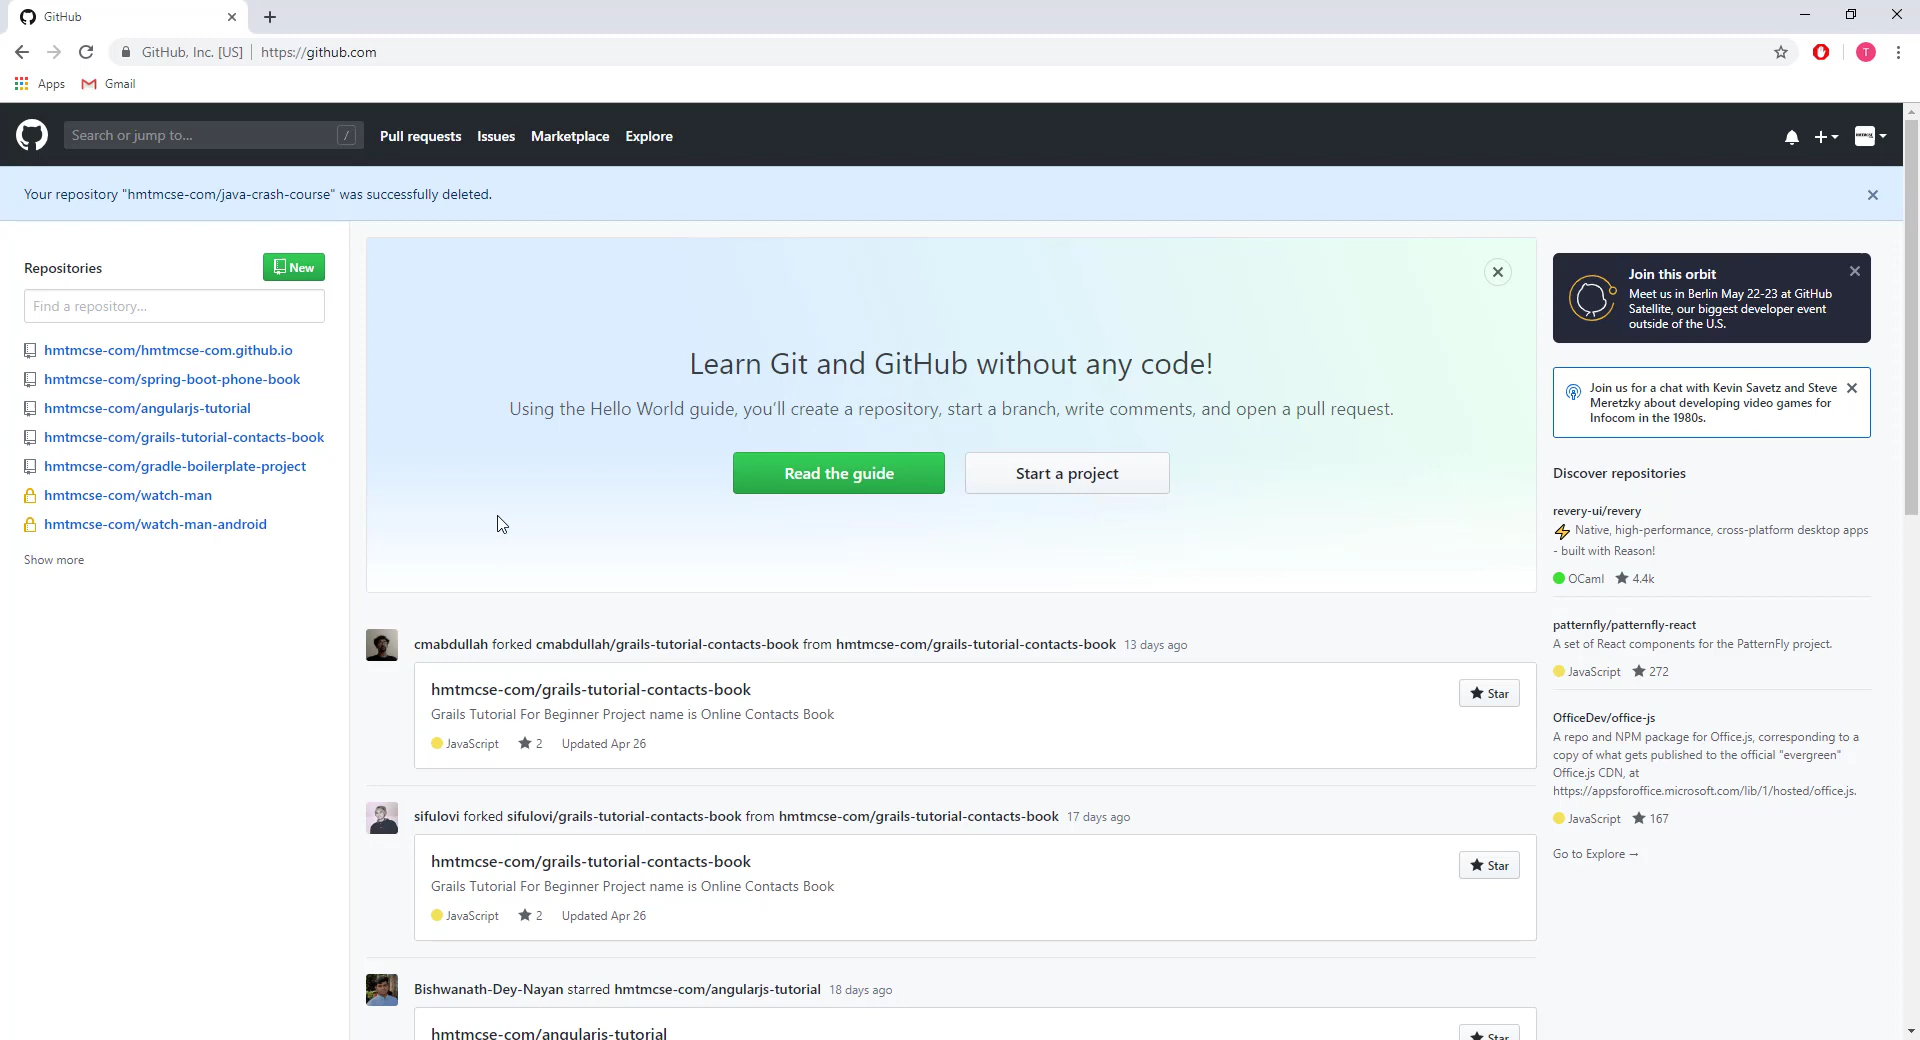 GitHub
GitHub, Inc. [US] https://github.com
T
Apps Gmail
Search or jump to... / Pull requests Issues Marketplace Explore
Your repository "hmtmcse-com/java-crash-course" was successfully deleted.
Repositories New
Find a repository...
hmtmcse-com/hmtmcse-com.github.io
hmtmcse-com/spring-boot-phone-book
hmtmcse-com/angularjs-tutorial
hmtmcse-com/grails-tutorial-contacts-book
hmtmcse-com/gradle-boilerplate-project
hmtmcse-com/watch-man
hmtmcse-com/watch-man-android
Show more
Learn Git and GitHub without any code!
Using the Hello World guide, you’ll create a repository, start a branch, write comments, and open a pull request.
Read the guide Start a project
cmabdullah forked cmabdullah/grails-tutorial-contacts-book from hmtmcse-com/grails-tutorial-contacts-book 13 days ago
hmtmcse-com/grails-tutorial-contacts-book Star
Grails Tutorial For Beginner Project name is Online Contacts Book
JavaScript 2 Updated Apr 26
sifulovi forked sifulovi/grails-tutorial-contacts-book from hmtmcse-com/grails-tutorial-contacts-book 17 days ago
hmtmcse-com/grails-tutorial-contacts-book Star
Grails Tutorial For Beginner Project name is Online Contacts Book
JavaScript 2 Updated Apr 26
Bishwanath-Dey-Nayan starred hmtmcse-com/angularjs-tutorial 18 days ago
hmtmcse-com/angularjs-tutorial Star
Join this orbit
Meet us in Berlin May 22-23 at GitHub
Satellite, our biggest developer event
outside of the U.S.
Join us for a chat with Kevin Savetz and Steve
Meretzky about developing video games for
Infocom in the 1980s.
Discover repositories
revery-ui/revery
Native, high-performance, cross-platform desktop apps
- built with Reason!
OCaml 4.4k
patternfly/patternfly-react
A set of React components for the PatternFly project.
JavaScript 272
OfficeDev/office-js
A repo and NPM package for Office.js, corresponding to a
copy of what gets published to the official "evergreen"
Office.js CDN, at
https://appsforoffice.microsoft.com/lib/1/hosted/office.js.
JavaScript 167
Go to Explore →